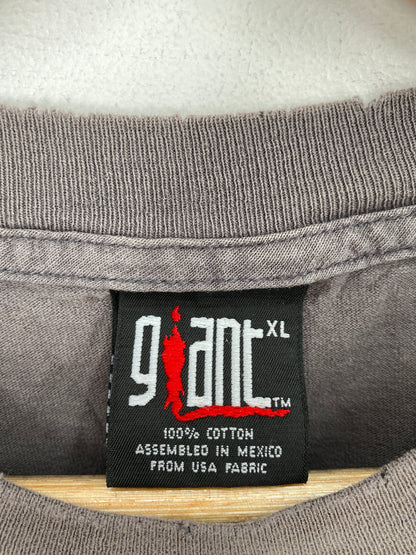 giant XL
TM
100% COTTON
ASSEMBLED IN MEXICO
FROM USA FABRIC